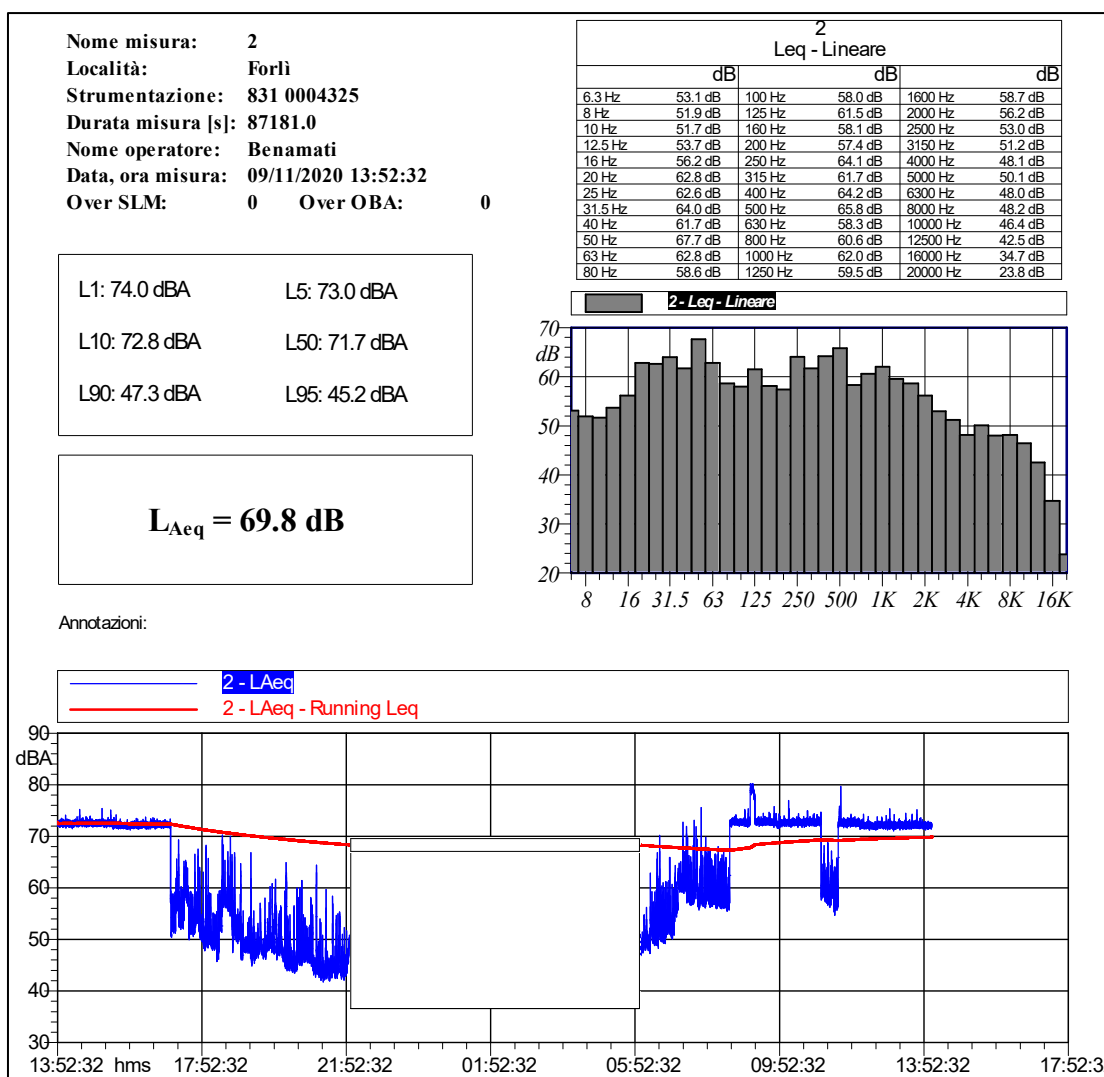 Nome misura: 2
Località: Forlì
Strumentazione: 831 0004325
Durata misura [s]: 87181.0
Nome operatore: Benamati
Data, ora misura: 09/11/2020 13:52:32
Over SLM: 0 Over OBA: 0
2
Leq - Lineare
dB dB dB
6.3 Hz 53.1 dB 100 Hz 58.0 dB 1600 Hz 58.7 dB
8 Hz 51.9 dB 125 Hz 61.5 dB 2000 Hz 56.2 dB
10 Hz 51.7 dB 160 Hz 58.1 dB 2500 Hz 53.0 dB
12.5 Hz 53.7 dB 200 Hz 57.4 dB 3150 Hz 51.2 dB
16 Hz 56.2 dB 250 Hz 64.1 dB 4000 Hz 48.1 dB
20 Hz 62.8 dB 315 Hz 61.7 dB 5000 Hz 50.1 dB
25 Hz 62.6 dB 400 Hz 64.2 dB 6300 Hz 48.0 dB
31.5 Hz 64.0 dB 500 Hz 65.8 dB 8000 Hz 48.2 dB
40 Hz 61.7 dB 630 Hz 58.3 dB 10000 Hz 46.4 dB
50 Hz 67.7 dB 800 Hz 60.6 dB 12500 Hz 42.5 dB
63 Hz 62.8 dB 1000 Hz 62.0 dB 16000 Hz 34.7 dB
80 Hz 58.6 dB 1250 Hz 59.5 dB 20000 Hz 23.8 dB
L1: 74.0 dBA L5: 73.0 dBA
L10: 72.8 dBA L50: 71.7 dBA
L90: 47.3 dBA L95: 45.2 dBA
LAeq = 69.8 dB
2 - Leq - Lineare
70
dB
60
50
40
30
20
8 16 31.5 63 125 250 500 1K 2K 4K 8K 16K
Annotazioni:
2 - LAeq
2 - LAeq - Running Leq
90
dBA
80
70
60
50
40
30
13:52:32 hms 17:52:32 21:52:32 01:52:32 05:52:32 09:52:32 13:52:32 17:52:3